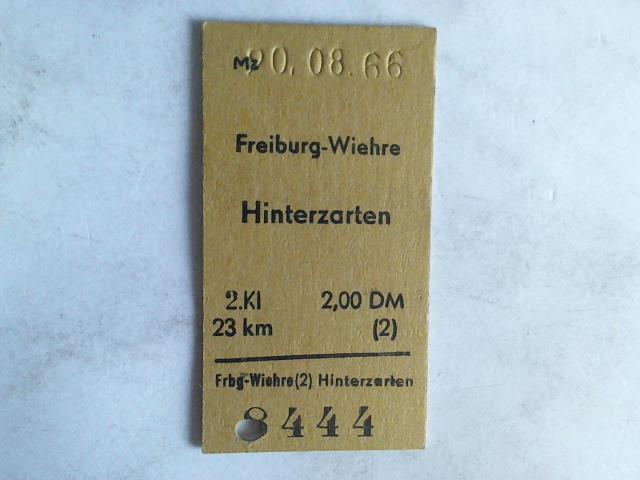 Mz 20.08.66
Freiburg-Wiehre
Hinterzarten
2.Kl 2,00 DM
23 km (2)
Frbg-Wiehre(2) Hinterzarten
8444